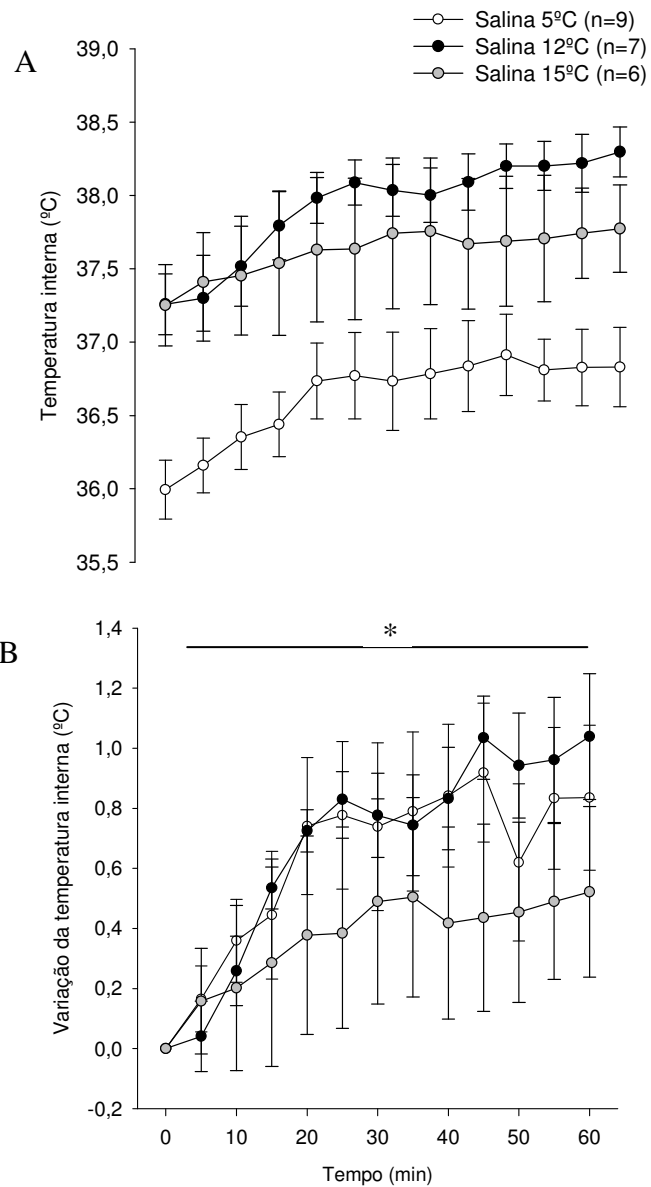 Salina 5ºC (n=9)
Salina 12ºC (n=7)
Salina 15ºC (n=6)
A
39,0
38,5
38,0
37,5
37,0
36,5
36,0
35,5
Temperatura interna (ºC)
B
*
1,4
1,2
1,0
0,8
0,6
0,4
0,2
0,0
-0,2
Variação da temperatura interna (ºC)
0 10 20 30 40 50 60
Tempo (min)